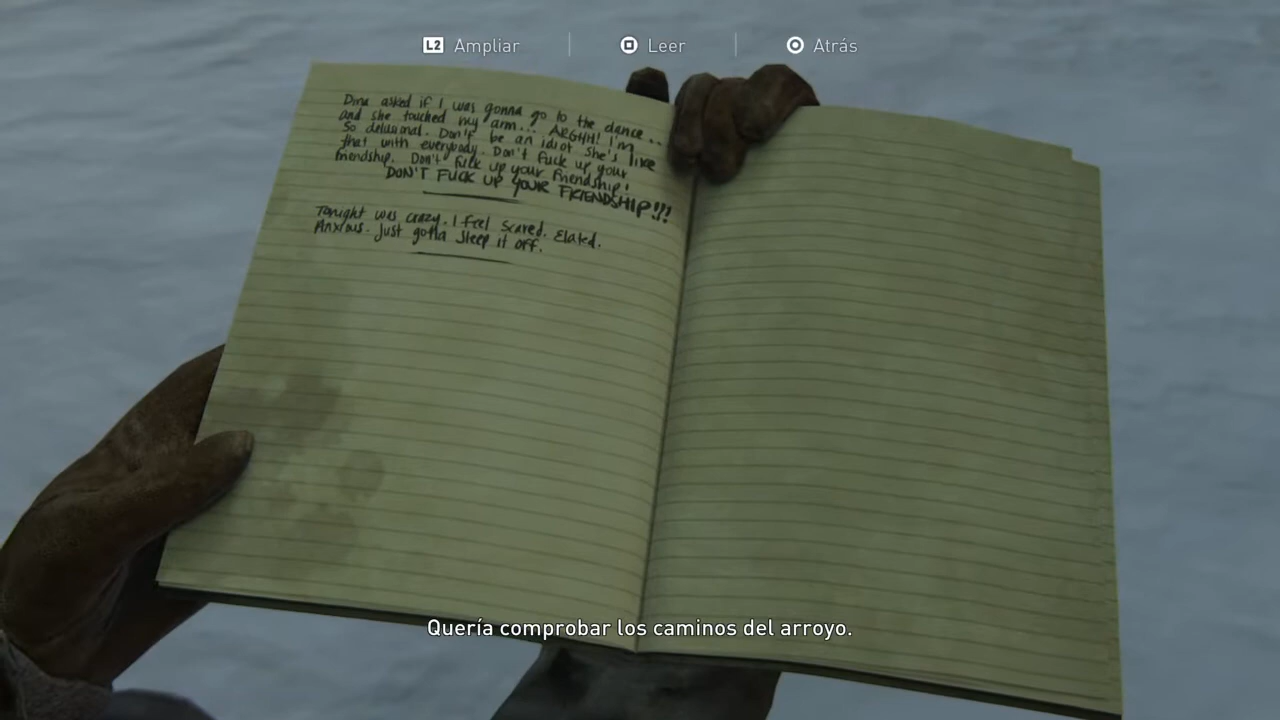 L2 Ampliar
Leer
Atrás
Dina asked if I was gonna go to the dance...
and she touched my arm... ARGHH! I'm
so delusional. Don't be an idiot. She's like
that with everybody. Don't fuck up your
friendship. Don't fuck up your friendship!
DON'T FUCK UP YOUR FRIENDSHIP!!!
Tonight was crazy. I feel scared. Elated.
Anxious. Just gotta sleep it off.
Quería comprobar los caminos del arroyo.